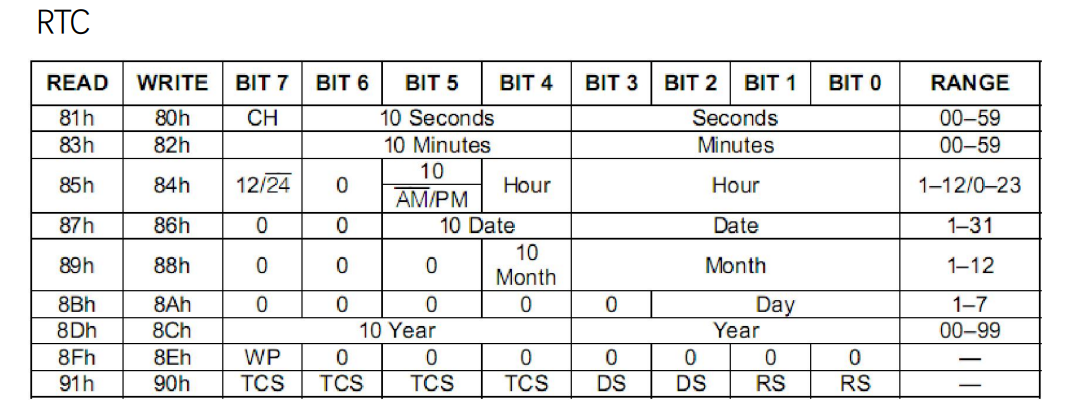 RTC
READ WRITE BIT 7 BIT 6 BIT 5 BIT 4 BIT 3 BIT 2 BIT 1 BIT 0 RANGE
81h 80h CH 10 Seconds Seconds 00–59
83h 82h 10 Minutes Minutes 00–59
85h 84h 12/24 0 10 Hour Hour 1–12/0–23
AM/PM
87h 86h 0 0 10 Date Date 1–31
89h 88h 0 0 0 10 Month Month 1–12
8Bh 8Ah 0 0 0 0 0 Day 1–7
8Dh 8Ch 10 Year Year 00–99
8Fh 8Eh WP 0 0 0 0 0 0 0 —
91h 90h TCS TCS TCS TCS DS DS RS RS —